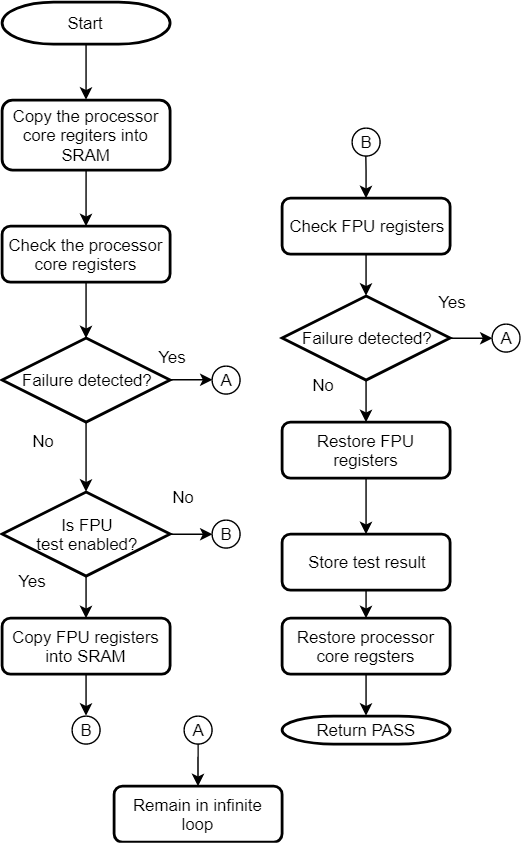 Start
Copy the processor
core regiters into
SRAM
Check the processor
core registers
Failure detected?
Yes
A
No
Is FPU
test enabled?
No
B
Yes
Copy FPU registers
into SRAM
B
A
Remain in infinite
loop
B
Check FPU registers
Failure detected?
Yes
A
No
Restore FPU
registers
Store test result
Restore processor
core regsters
Return PASS